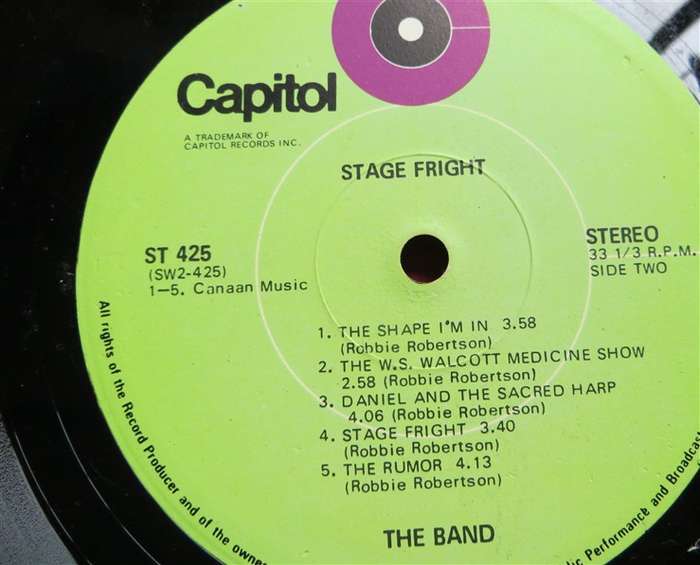 Capitol
A TRADEMARK OF
CAPITOL RECORDS INC.
STAGE FRIGHT
ST 425
(SW2-425)
1—5. Canaan Music
STEREO
33 1/3 R.P.M.
SIDE TWO
1. THE SHAPE I'M IN 3.58
(Robbie Robertson)
2. THE W.S. WALCOTT MEDICINE SHOW
2.58 (Robbie Robertson)
3. DANIEL AND THE SACRED HARP
4.06 (Robbie Robertson)
4. STAGE FRIGHT 3.40
(Robbie Robertson)
5. THE RUMOR 4.13
(Robbie Robertson)
THE BAND
All rights of the Record Producer and of the owne
Performance and Broadcas